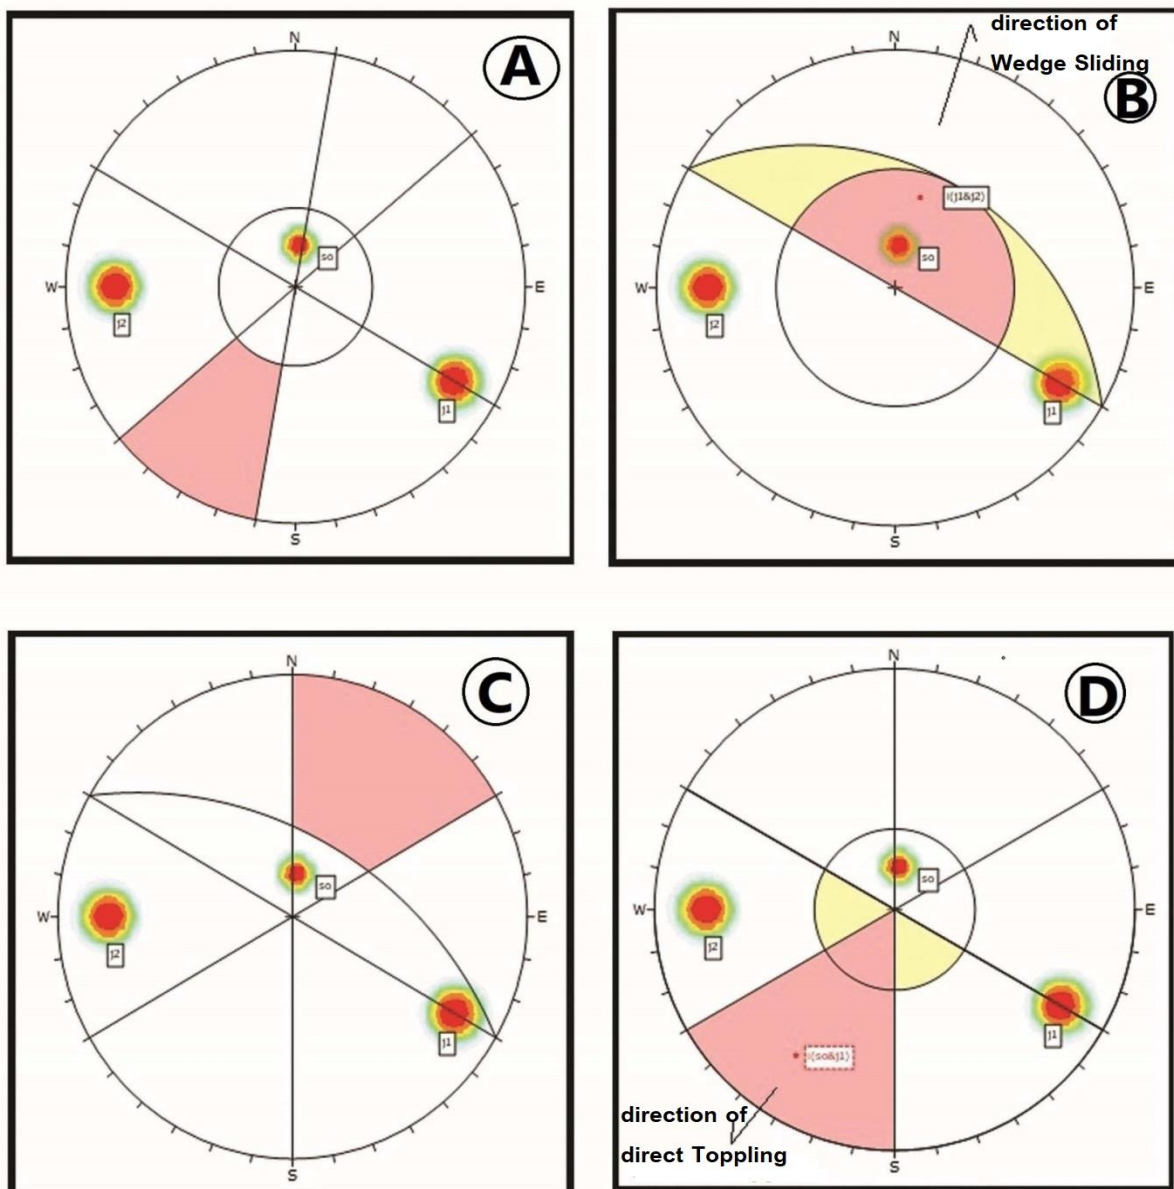 N
A
W
E
S
so
j2
j1
direction of
Wedge Sliding
N
B
W
E
S
i(j1&j2)
so
j2
j1
N
C
W
E
S
so
j2
j1
N
D
W
E
S
so
j2
j1
i(so&j1)
direction of
direct Toppling